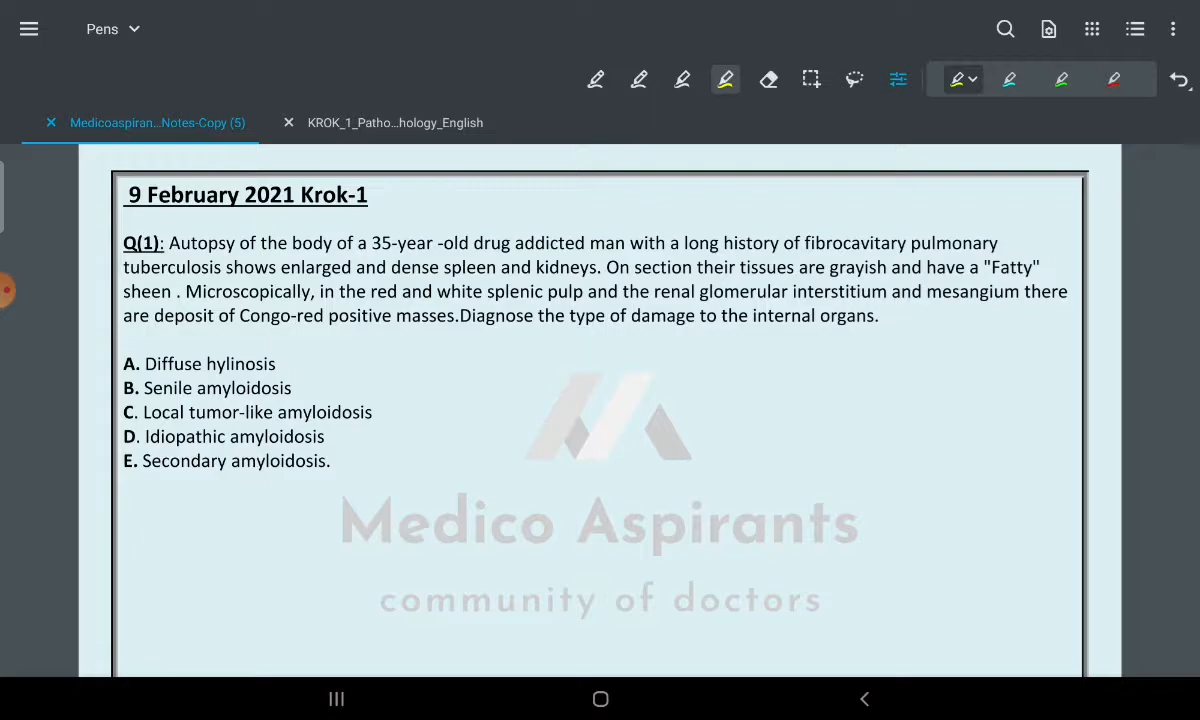 Pens
Medicoaspiran...Notes-Copy (5)
KROK_1_Patho...hology_English
9 February 2021 Krok-1
Q(1): Autopsy of the body of a 35-year -old drug addicted man with a long history of fibrocavitary pulmonary
tuberculosis shows enlarged and dense spleen and kidneys. On section their tissues are grayish and have a "Fatty"
sheen . Microscopically, in the red and white splenic pulp and the renal glomerular interstitium and mesangium there
are deposit of Congo-red positive masses.Diagnose the type of damage to the internal organs.
A. Diffuse hylinosis
B. Senile amyloidosis
C. Local tumor-like amyloidosis
D. Idiopathic amyloidosis
E. Secondary amyloidosis.
Medico Aspirants
community of doctors